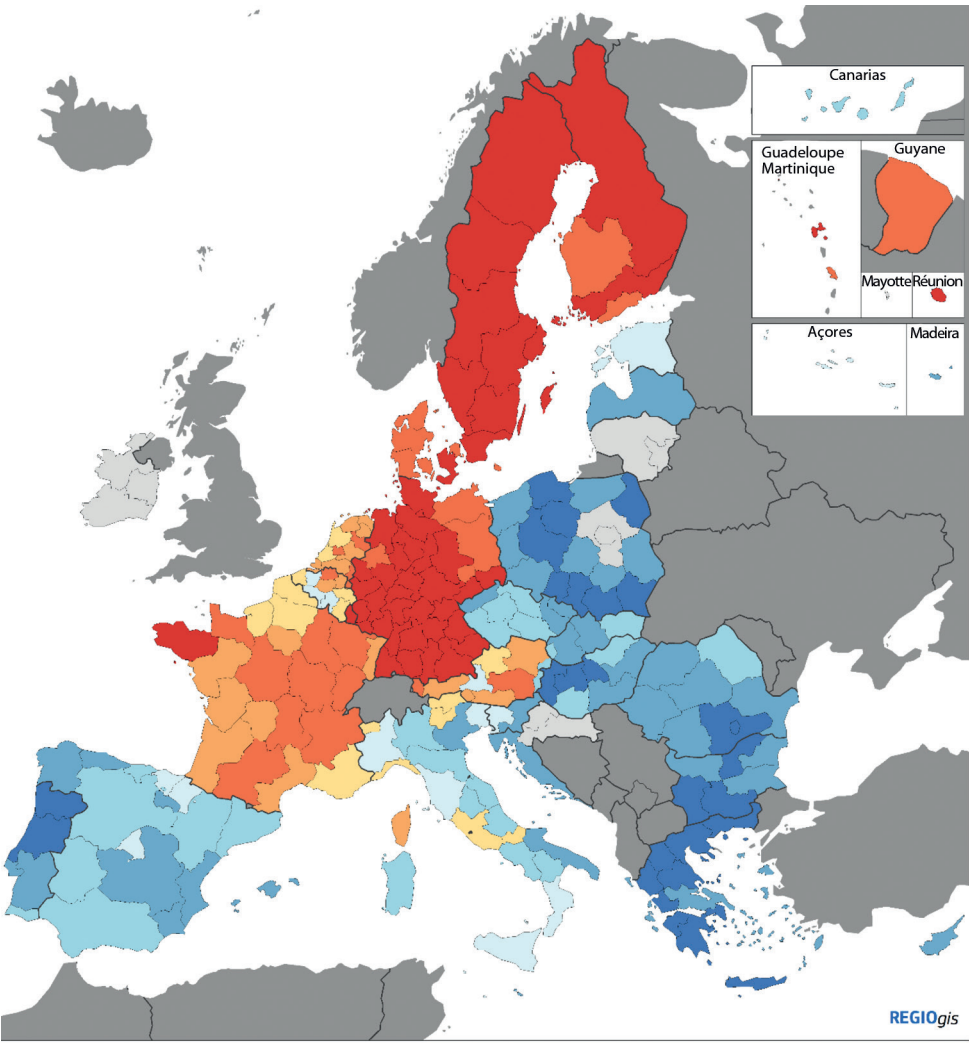 Canarias
Guadeloupe
Martinique
Guyane
Mayotte
Réunion
Açores
Madeira
REGIOgis